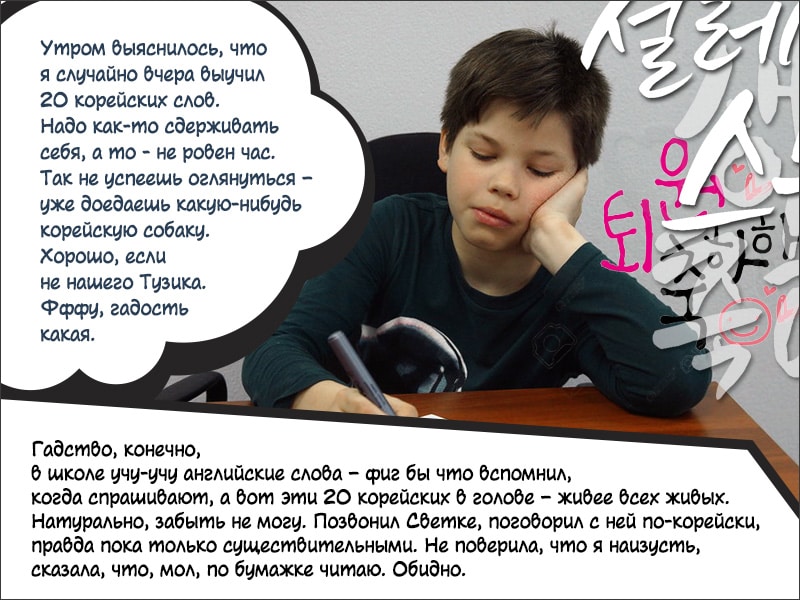 Утром выяснилось, что
я случайно вчера выучил
20 корейских слов.
Надо как-то сдерживать
себя, а то - не ровен час.
Так не успеешь оглянуться –
уже доедаешь какую-нибудь
корейскую собаку.
Хорошо, если
не нашего Тузика.
Фффу, гадость
какая.
설레
퇴
Гадство, конечно,
в школе учу-учу английские слова – фиг бы что вспомнил,
когда спрашивают, а вот эти 20 корейских в голове – живее всех живых.
Натурально, забыть не могу. Позвонил Светке, поговорил с ней по-корейски,
правда пока только существительными. Не поверила, что я наизусть,
сказала, что, мол, по бумажке читаю. Обидно.